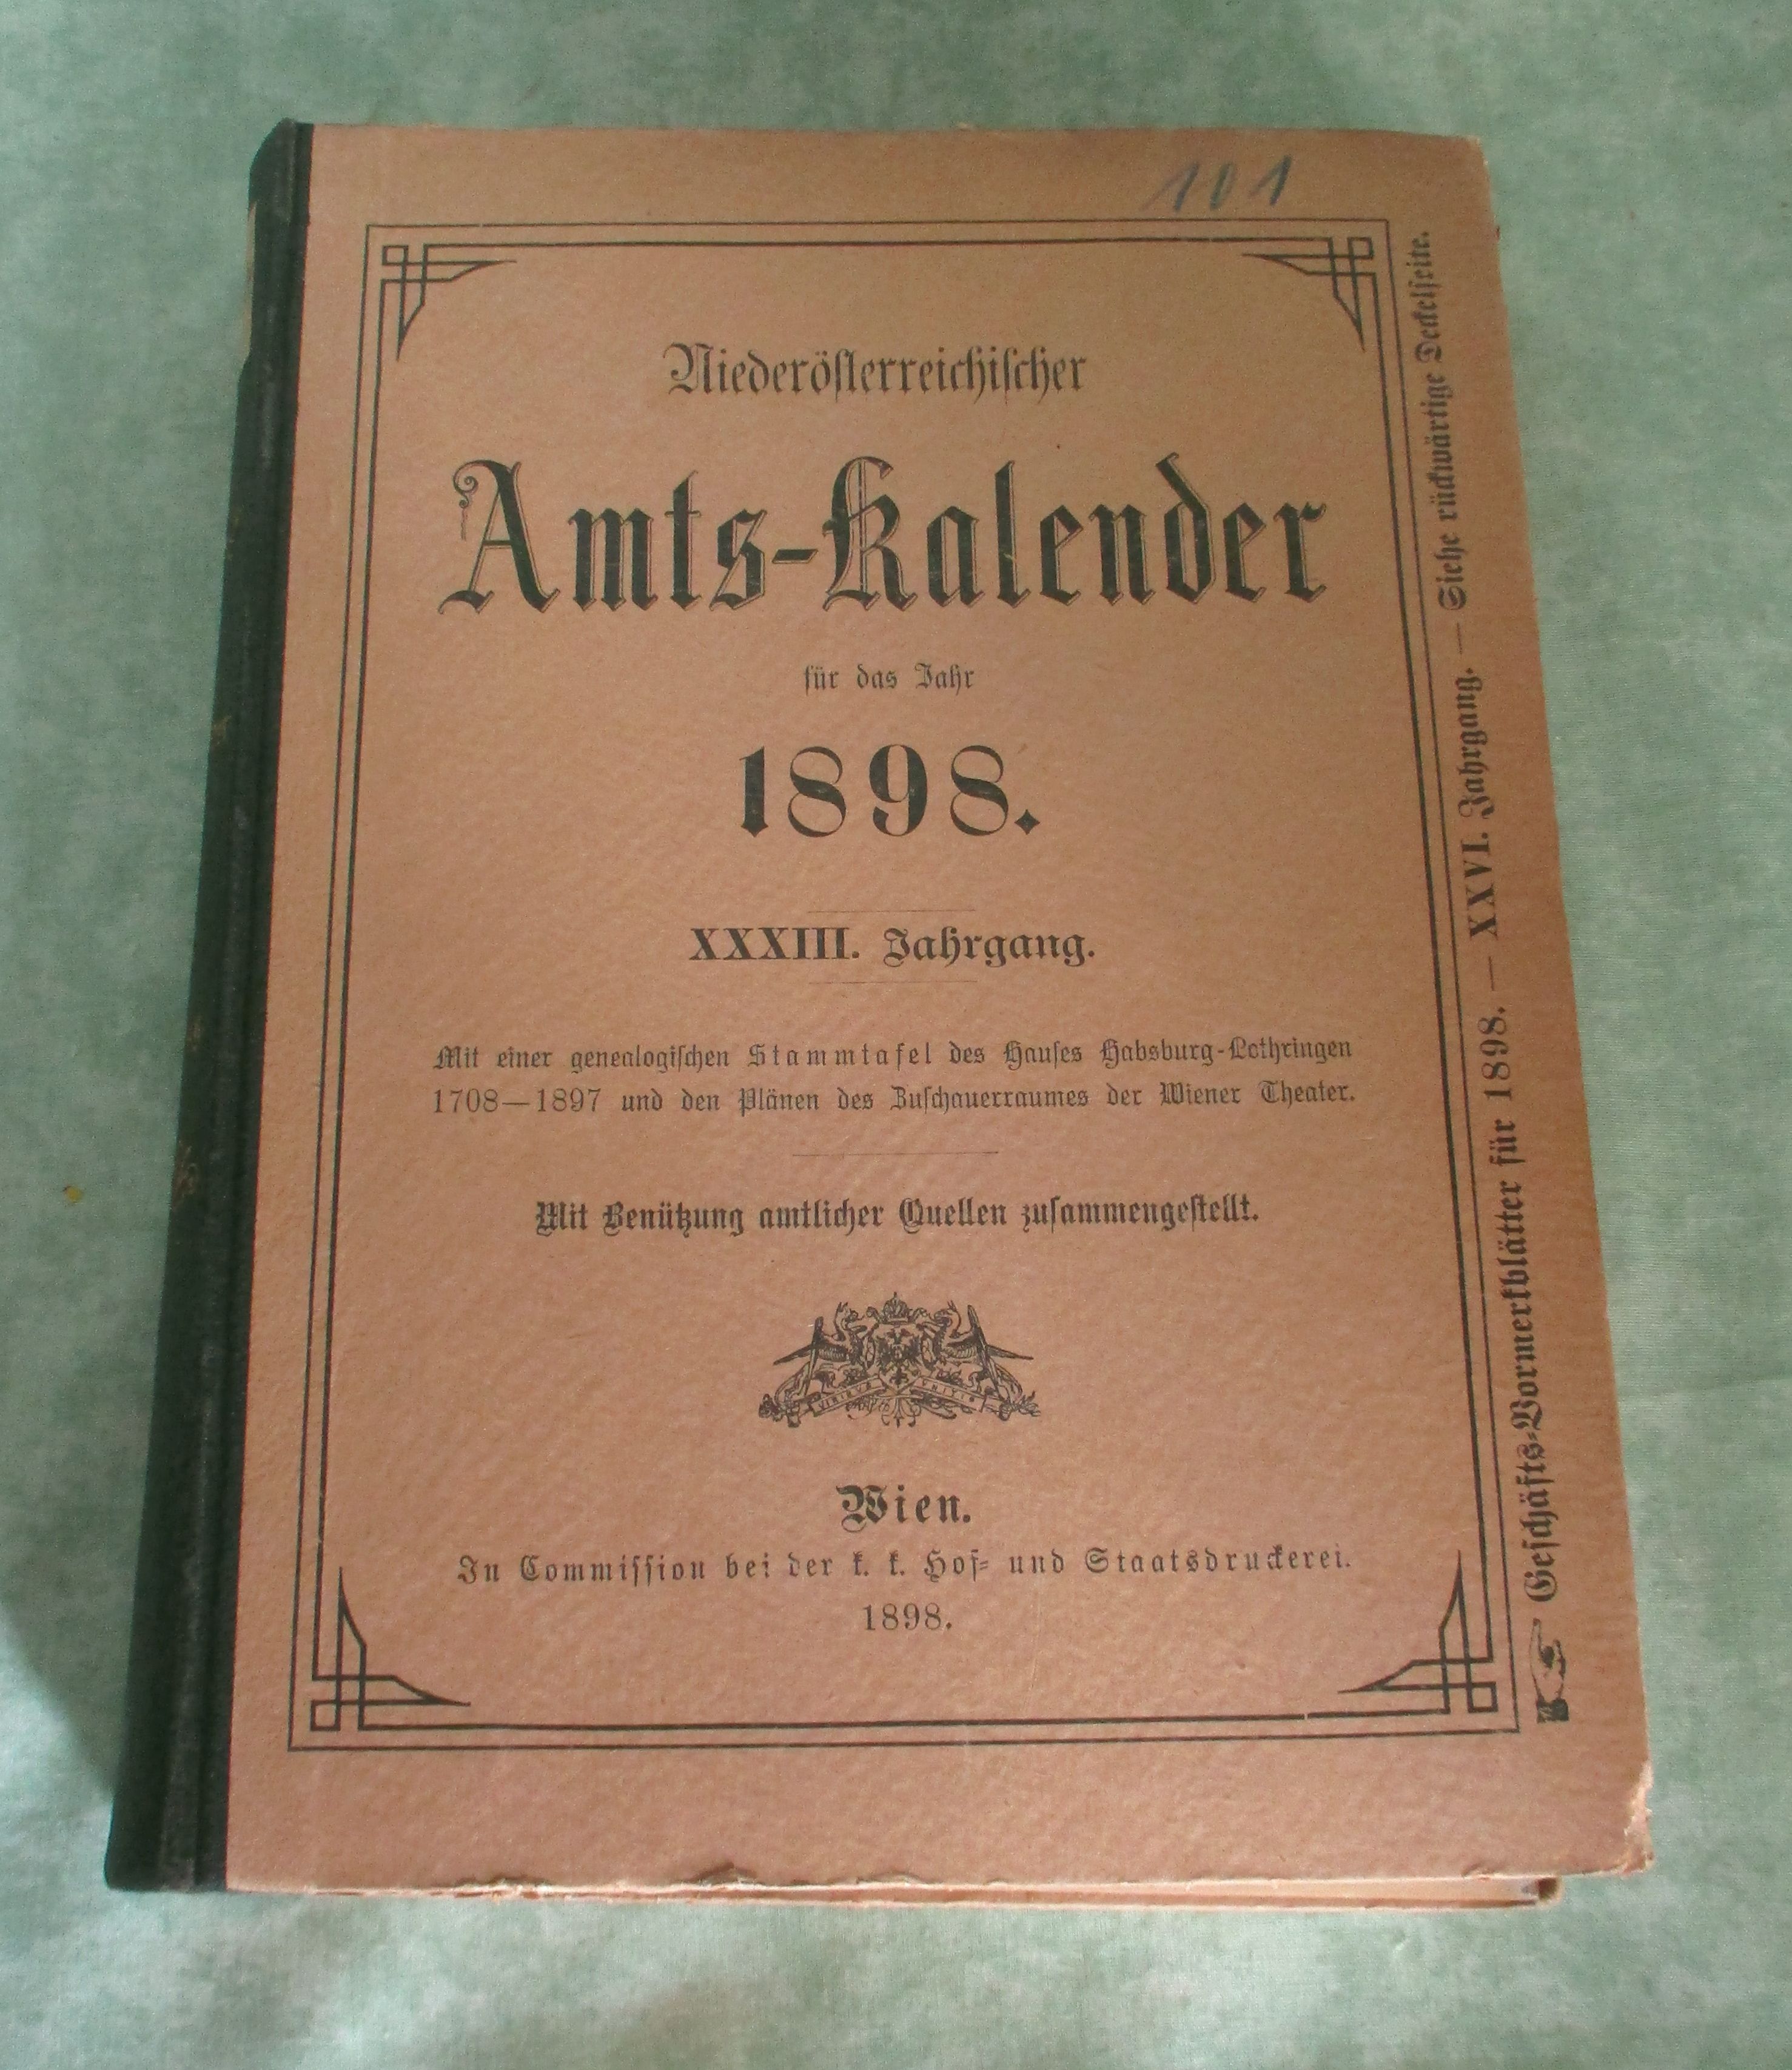 101
Niederösterreichischer
Amts-Kalender
für das Jahr
1898.
XXXIII. Jahrgang.
Mit einer genealogischen Stammtafel des Hauses Habsburg-Lothringen
1708—1897 und den Plänen des Zuschauerraumes der Wiener Theater.
Mit Benützung amtlicher Quellen zusammengestellt.
VIRIBUS UNITIS
Wien.
In Commission bei der k. k. Hof- und Staatsdruckerei.
1898.
☞ Geschäfts-Vormerkblätter für 1898. — XXVI. Jahrgang. — Siehe rückwärtige Deckelseite.